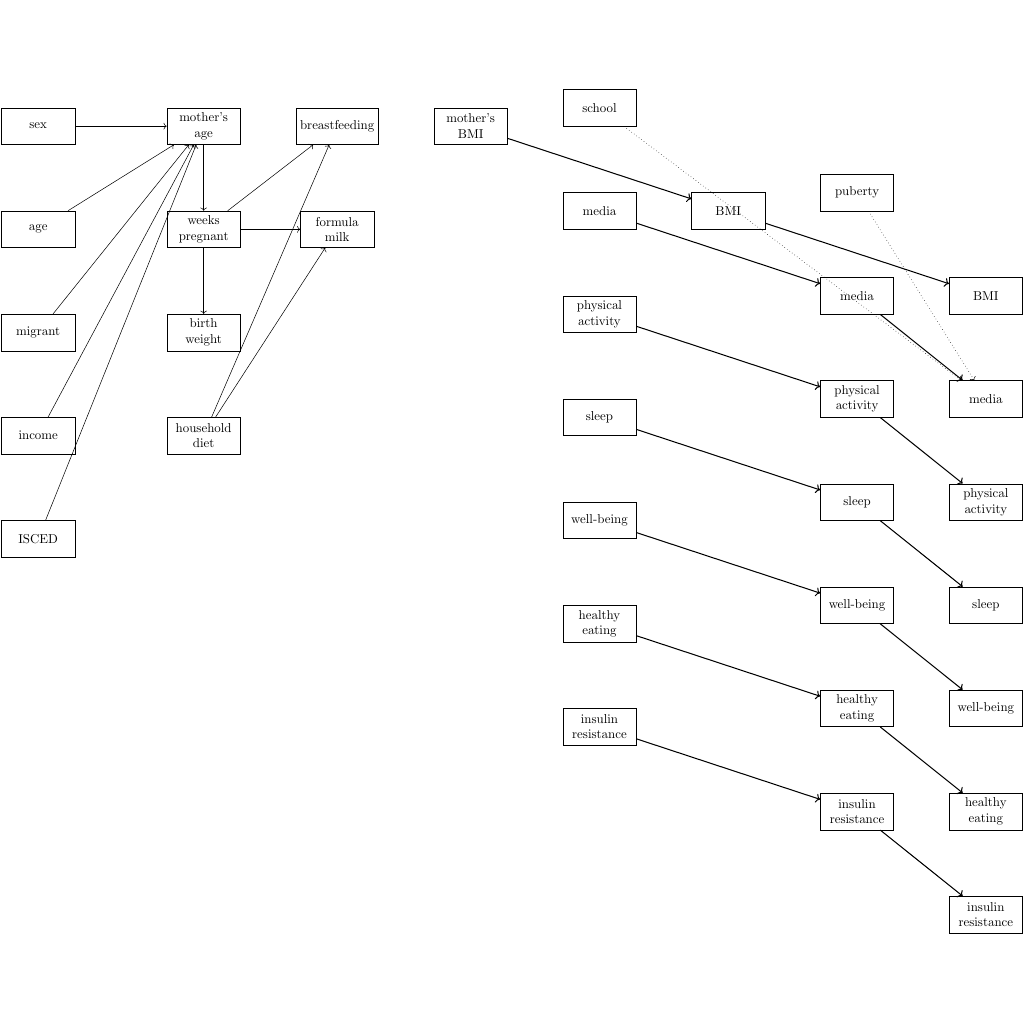 sex
age
migrant
income
ISCED
mother's
age
weeks
pregnant
birth
weight
household
diet
breastfeeding
formula
milk
mother's
BMI
school
media
physical
activity
sleep
well-being
healthy
eating
insulin
resistance
BMI
puberty
media
physical
activity
sleep
well-being
healthy
eating
insulin
resistance
BMI
media
physical
activity
sleep
well-being
healthy
eating
insulin
resistance